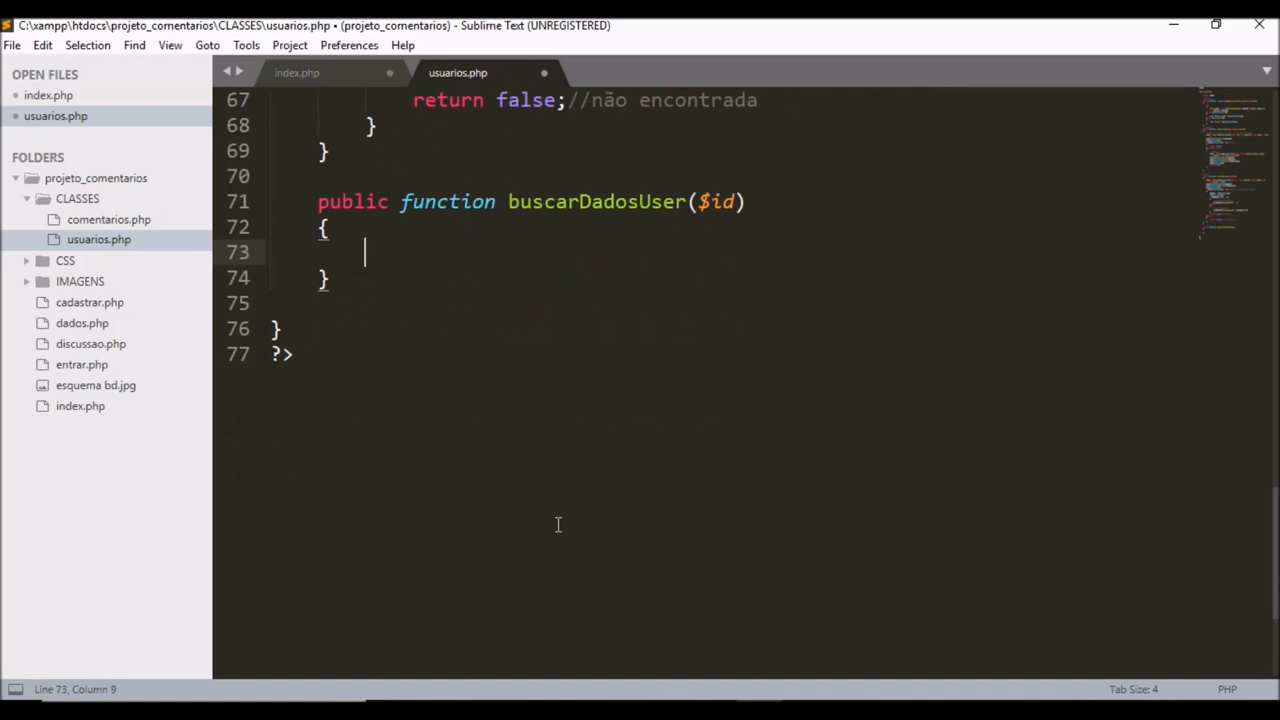 C:\xampp\htdocs\projeto_comentarios\CLASSES\usuarios.php • (projeto_comentarios) - Sublime Text (UNREGISTERED)
File Edit Selection Find View Goto Tools Project Preferences Help
OPEN FILES
index.php
usuarios.php
FOLDERS
projeto_comentarios
CLASSES
comentarios.php
usuarios.php
CSS
IMAGENS
cadastrar.php
dados.php
discussao.php
entrar.php
esquema bd.jpg
index.php
index.php usuarios.php
67 return false;//não encontrada
68 }
69 }
70
71 public function buscarDadosUser($id)
72 {
73
74 }
75
76 }
77 ?>
Line 73, Column 9 Tab Size: 4 PHP